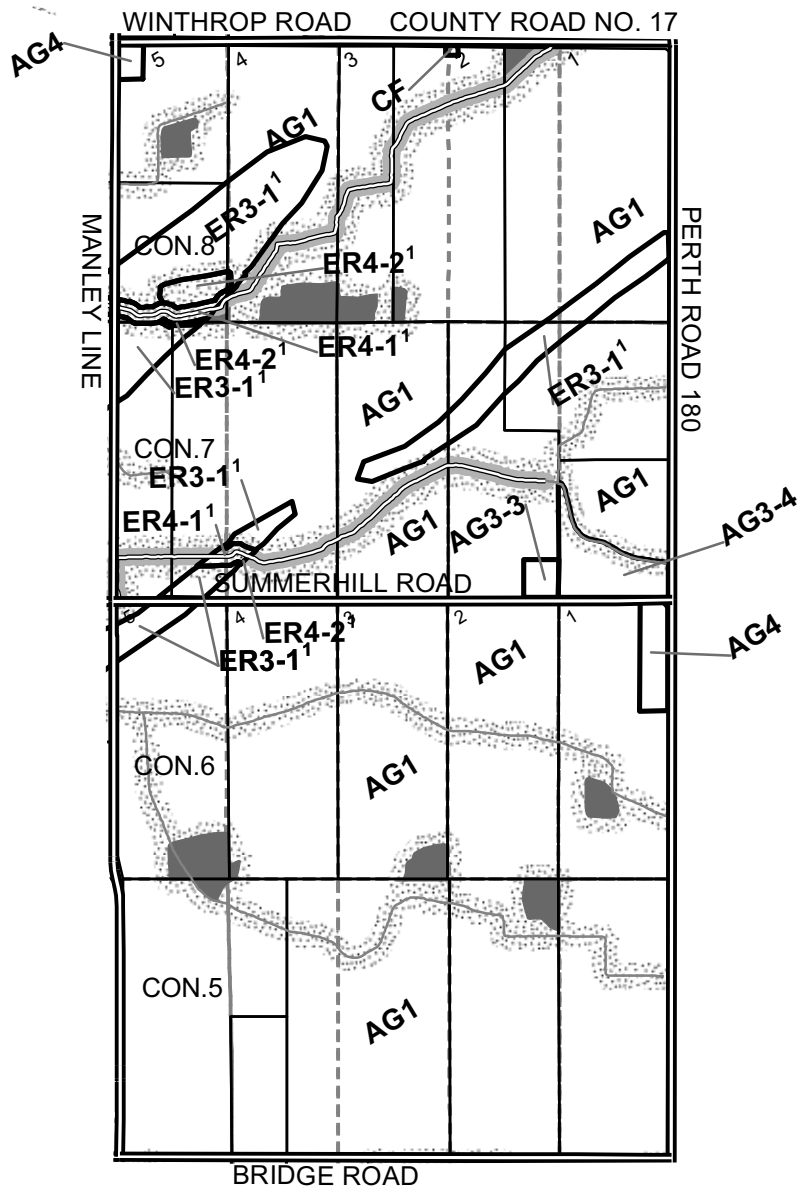 WINTHROP ROAD COUNTY ROAD NO. 17
AG4
5 4 3 2 1
CF
AG1
ER3-1¹
CON.8
AG1
ER4-2¹
MANLEY LINE
PERTH ROAD 180
ER4-2¹
ER4-1¹
ER3-1¹
ER3-1¹
AG1
CON.7
ER3-1¹
AG1
ER4-1¹
AG1
AG3-3
AG3-4
SUMMERHILL ROAD
5 4 3 2 1
ER4-2¹
ER3-1¹
AG1
AG4
CON.6
AG1
CON.5
AG1
BRIDGE ROAD